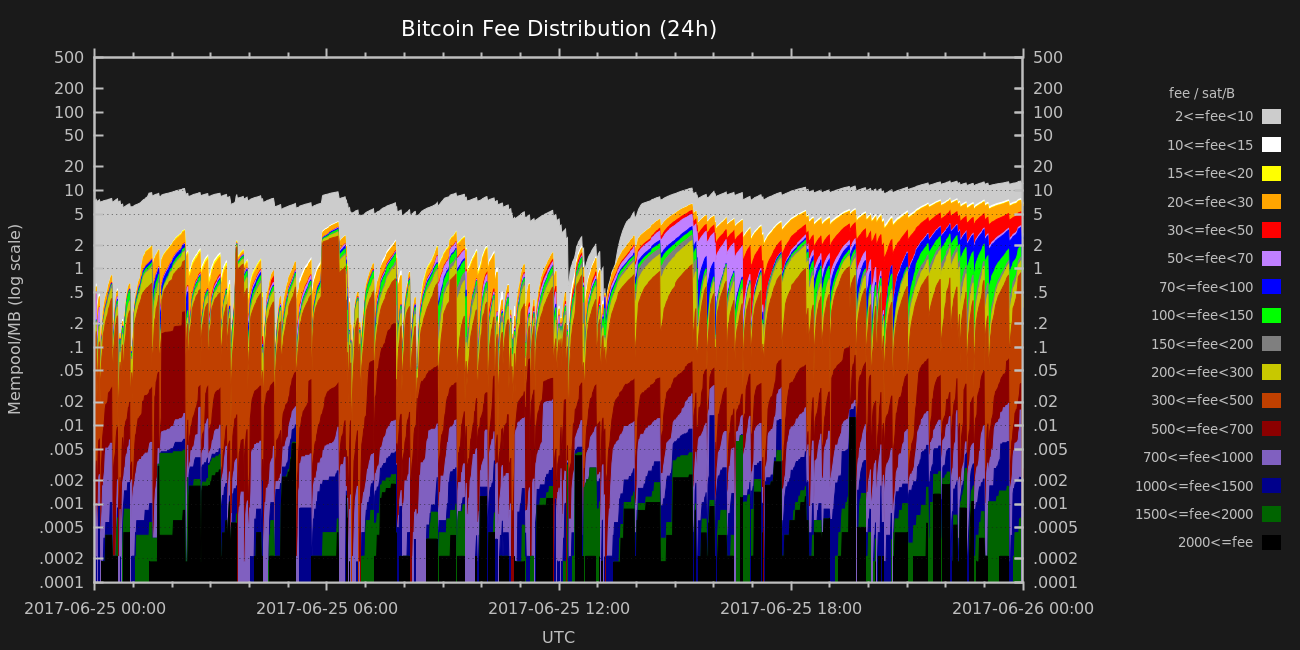 Bitcoin Fee Distribution (24h)
Mempool/MB (log scale)
500
200
100
50
20
10
5
2
1
.5
.2
.1
.05
.02
.01
.005
.002
.001
.0005
.0002
.0001
500
200
100
50
20
10
5
2
1
.5
.2
.1
.05
.02
.01
.005
.002
.001
.0005
.0002
.0001
2017-06-25 00:00
2017-06-25 06:00
2017-06-25 12:00
2017-06-25 18:00
2017-06-26 00:00
UTC
fee / sat/B
2<=fee<10
10<=fee<15
15<=fee<20
20<=fee<30
30<=fee<50
50<=fee<70
70<=fee<100
100<=fee<150
150<=fee<200
200<=fee<300
300<=fee<500
500<=fee<700
700<=fee<1000
1000<=fee<1500
1500<=fee<2000
2000<=fee